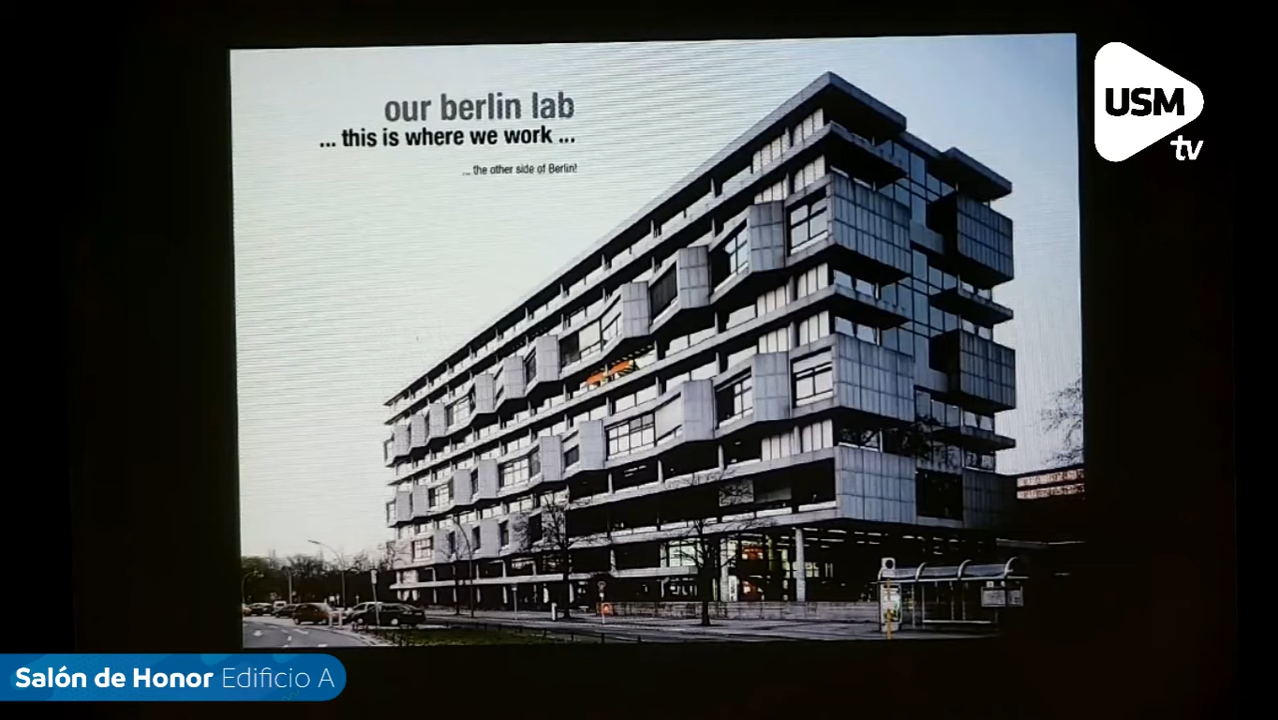 our berlin lab
... this is where we work ...
... the other side of Berlin!
USM
tv
Salón de Honor Edificio A